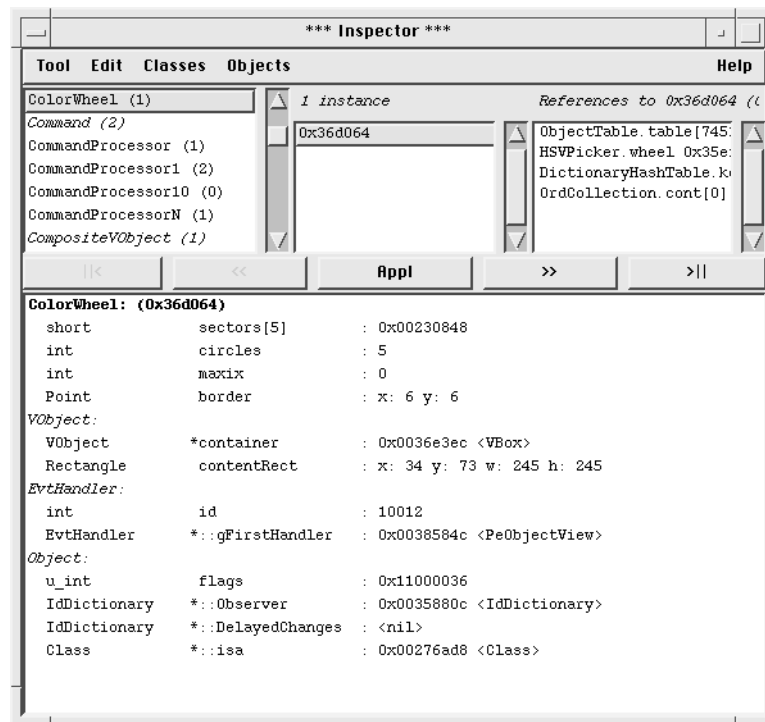 *** Inspector ***
Tool Edit Classes Objects Help
ColorWheel (1)
Command (2)
CommandProcessor (1)
CommandProcessor1 (2)
CommandProcessor10 (0)
CommandProcessorN (1)
CompositeVObject (1)
1 instance
0x36d064
References to 0x36d064 (
ObjectTable.table[745
HSVPicker.wheel 0x35e
DictionaryHashTable.k
OrdCollection.cont[0]
||< << Appl >> >||
ColorWheel: (0x36d064)
short sectors[5] : 0x00230848
int circles : 5
int maxix : 0
Point border : x: 6 y: 6
VObject:
VObject *container : 0x0036e3ec <VBox>
Rectangle contentRect : x: 34 y: 73 w: 245 h: 245
EvtHandler:
int id : 10012
EvtHandler *::gFirstHandler : 0x0038584c <PeObjectView>
Object:
u_int flags : 0x11000036
IdDictionary *::Observer : 0x0035880c <IdDictionary>
IdDictionary *::DelayedChanges : <nil>
Class *::isa : 0x00276ad8 <Class>